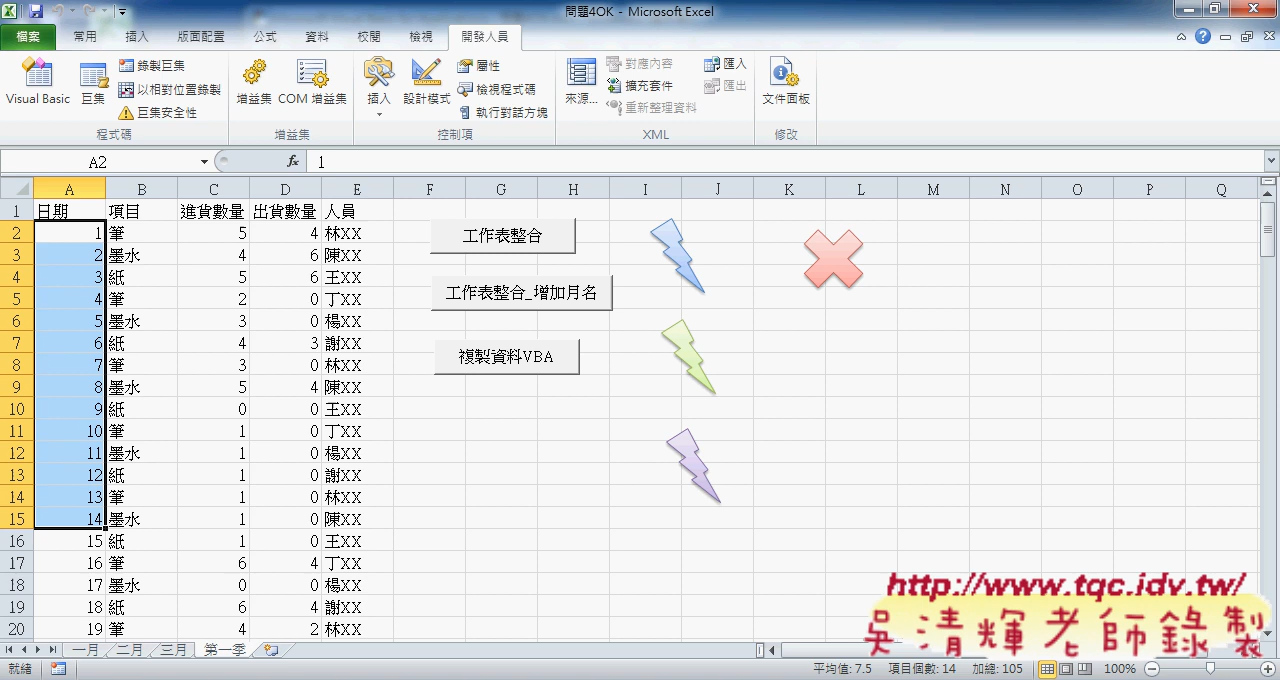 問題4OK - Microsoft Excel
檔案 常用 插入 版面配置 公式 資料 校閱 檢視 開發人員
Visual Basic 巨集 錄製巨集 以相對位置錄製 巨集安全性 程式碼
增益集 COM 增益集 增益集
插入 設計模式 屬性 檢視程式碼 執行對話方塊 控制項
來源... 對應內容 擴充套件 重新整理資料 匯入 匯出 XML
文件面板 修改
A2 fx 1
A B C D E F G H I J K L M N O P Q
1 日期 項目 進貨數量 出貨數量 人員
2 1 筆 5 4 林XX
3 2 墨水 4 6 陳XX
4 3 紙 5 6 王XX
5 4 筆 2 0 丁XX
6 5 墨水 3 0 楊XX
7 6 紙 4 3 謝XX
8 7 筆 3 0 林XX
9 8 墨水 5 4 陳XX
10 9 紙 0 0 王XX
11 10 筆 1 0 丁XX
12 11 墨水 1 0 楊XX
13 12 紙 1 0 謝XX
14 13 筆 1 0 林XX
15 14 墨水 1 0 陳XX
16 15 紙 1 0 王XX
17 16 筆 6 4 丁XX
18 17 墨水 0 0 楊XX
19 18 紙 6 4 謝XX
20 19 筆 4 2 林XX
工作表整合
工作表整合_增加月名
複製資料VBA
http://www.tqc.idv.tw/
吳清輝老師錄製
一月 二月 三月 第一季
就緒 平均值: 7.5 項目個數: 14 加總: 105 100%